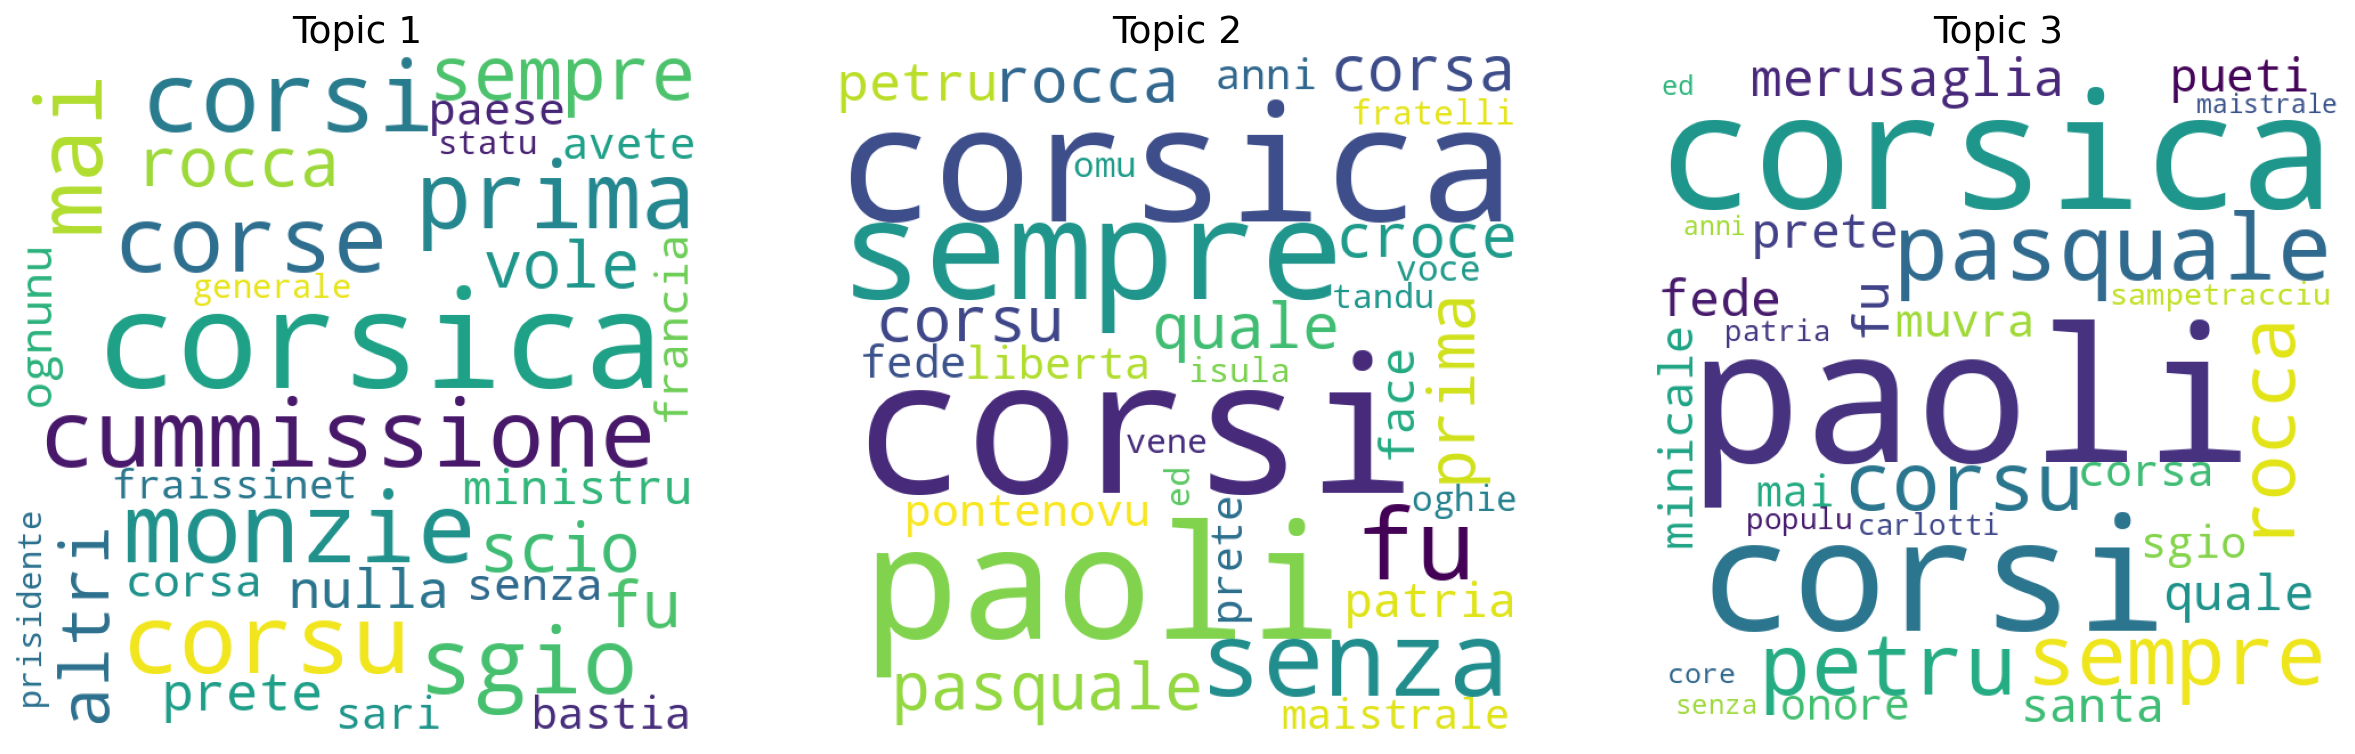 Topic 1
corsi
sempre
mai
paese
statu
avete
rocca
prima
corse
vole
ognunu
generale
francia
corsica
cummissione
fraissinet
ministru
monzie
scio
prisidente
altri
corsa
nulla
senza
fu
corsu
sgio
prete
sari
bastia
Topic 2
petru
rocca
anni
corsa
fratelli
corsica
omu
sempre
croce
voce
tandu
corsu
quale
prima
fede
liberta
isula
face
corsi
vene
ed
pontenovu
oghie
prete
fu
paoli
patria
senza
pasquale
maistrale
Topic 3
ed
merusaglia
pueti
maistrale
corsica
anni
prete
pasquale
fede
fu
sampetracciu
patria
muvra
minicale
paoli
rocca
mai
corsu
corsa
populu
carlotti
corsi
sgio
quale
core
petru
sempre
senza
onore
santa